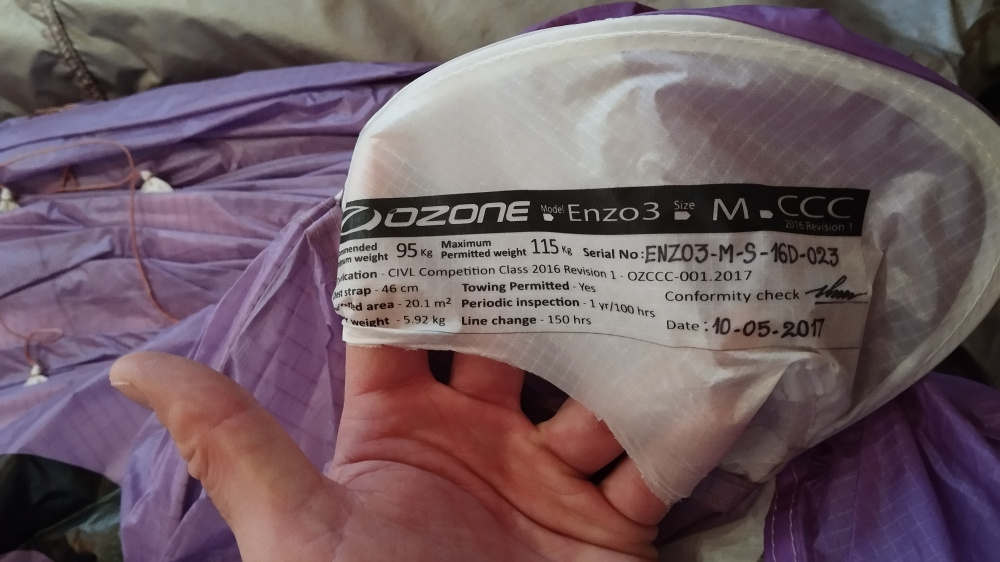 OZONE Model Enzo3 Size M CCC
2016 Revision 1
95 Kg Maximum Permitted weight 115 Kg Serial No: ENZO3-M-S-16D-023
- CIVL Competition Class 2016 Revision 1 - OZCCC-001.2017
strap - 46 cm Towing Permitted - Yes Conformity check
area - 20.1 m² Periodic inspection - 1 yr/100 hrs
weight - 5.92 kg Line change - 150 hrs Date: 10-05-2017